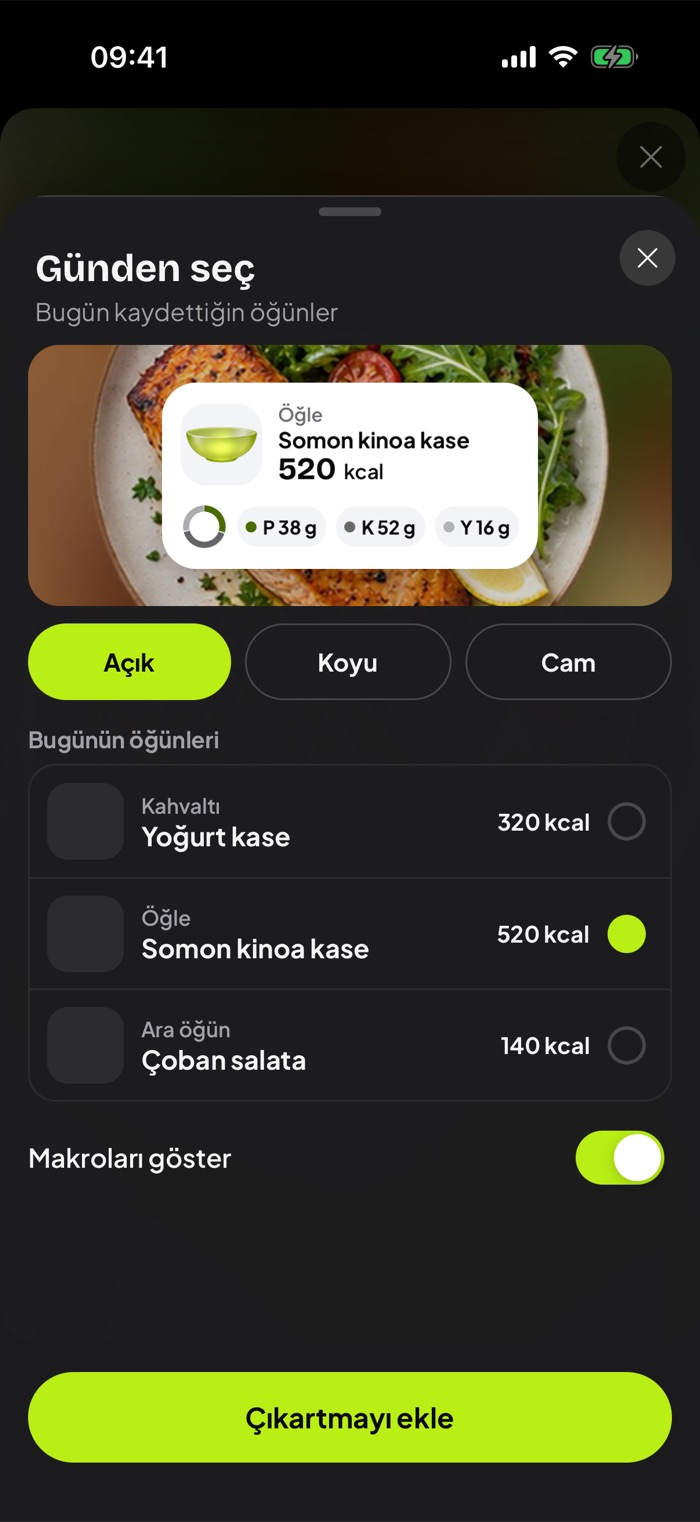 09:41
Günden seç
Bugün kaydettiğin öğünler
Öğle
Somon kinoa kase
520 kcal
P 38 g K 52 g Y 16 g
Açık Koyu Cam
Bugünün öğünleri
Kahvaltı
Yoğurt kase
320 kcal
Öğle
Somon kinoa kase
520 kcal
Ara öğün
Çoban salata
140 kcal
Makroları göster
Çıkartmayı ekle